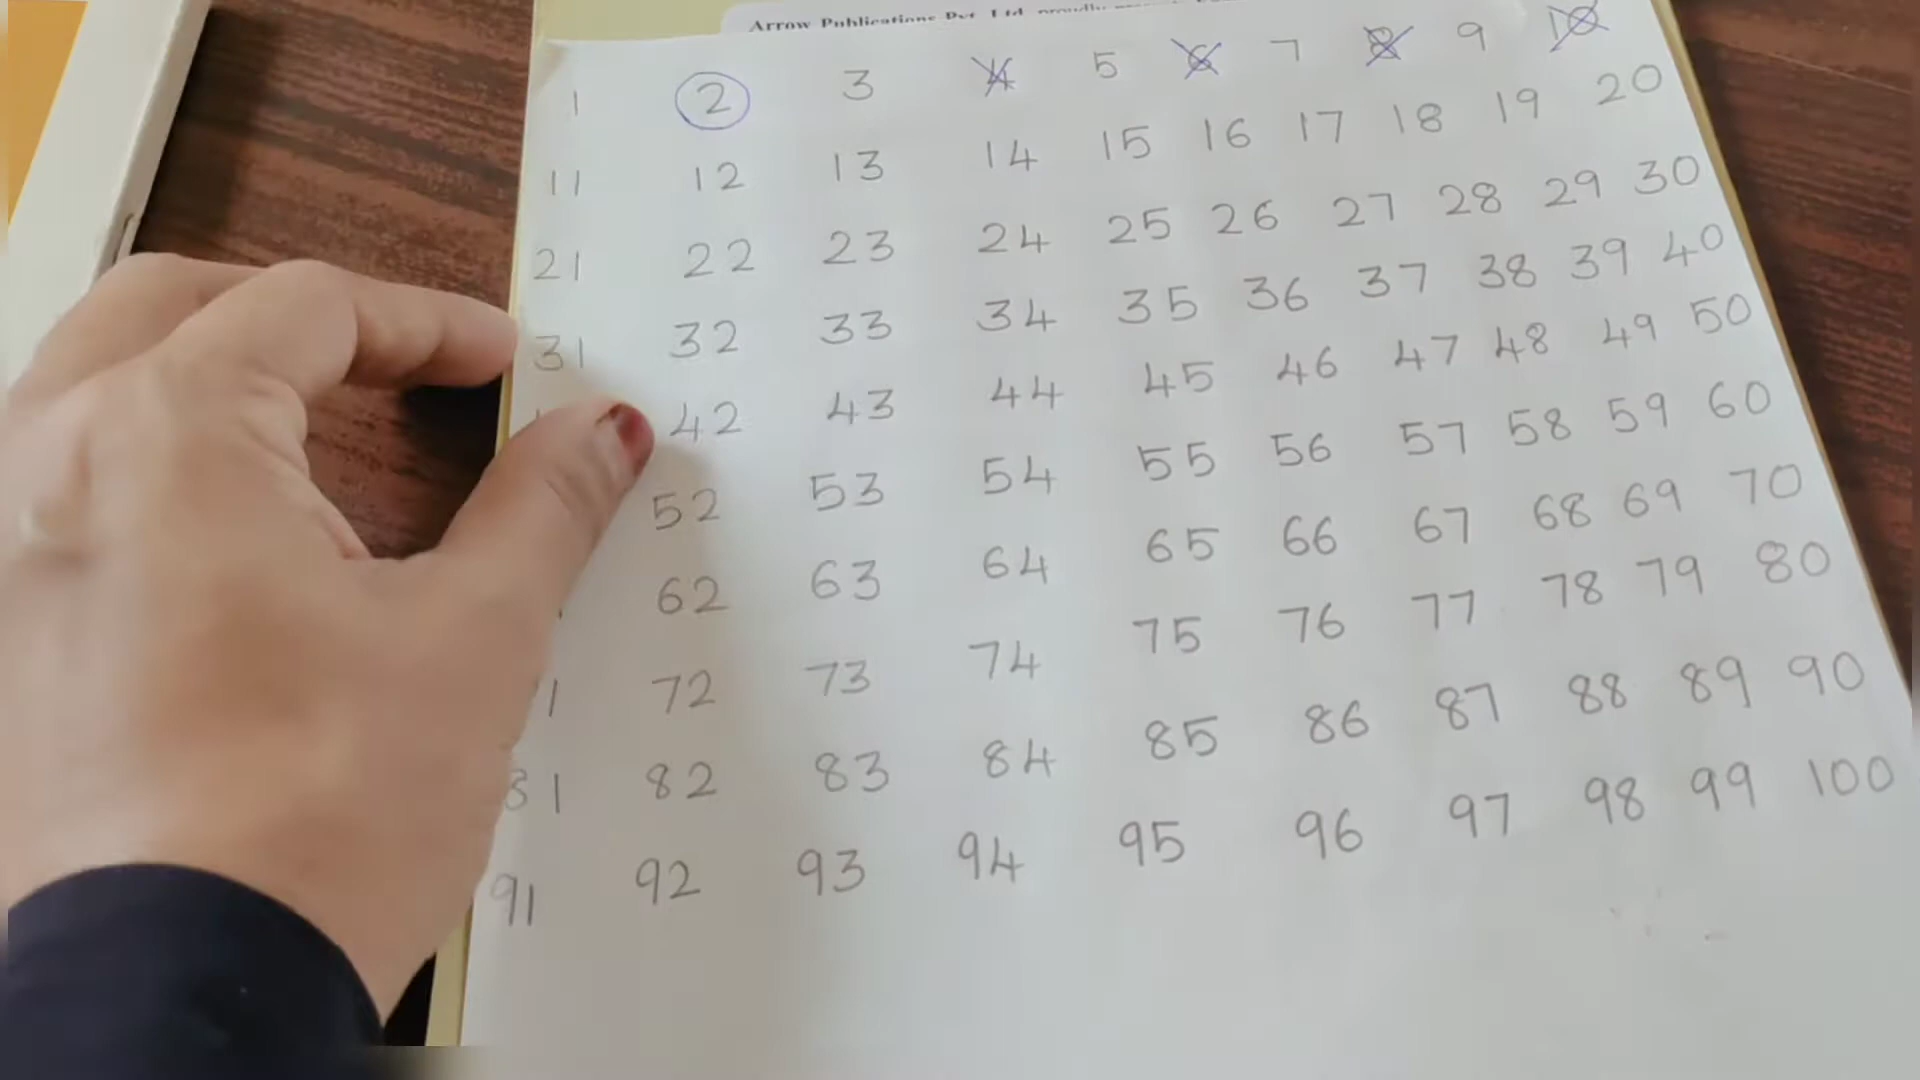 Arrow Publications Pvt. Ltd. proudly
1 2 3 4 5 6 7 8 9 10
11 12 13 14 15 16 17 18 19 20
21 22 23 24 25 26 27 28 29 30
31 32 33 34 35 36 37 38 39 40
42 43 44 45 46 47 48 49 50
52 53 54 55 56 57 58 59 60
62 63 64 65 66 67 68 69 70
1 72 73 74 75 76 77 78 79 80
81 82 83 84 85 86 87 88 89 90
91 92 93 94 95 96 97 98 99 100